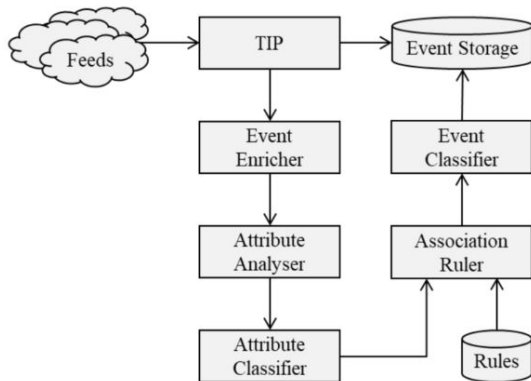 Feeds
TIP
Event Storage
Event
Enricher
Event
Classifier
Attribute
Analyser
Association
Ruler
Attribute
Classifier
Rules